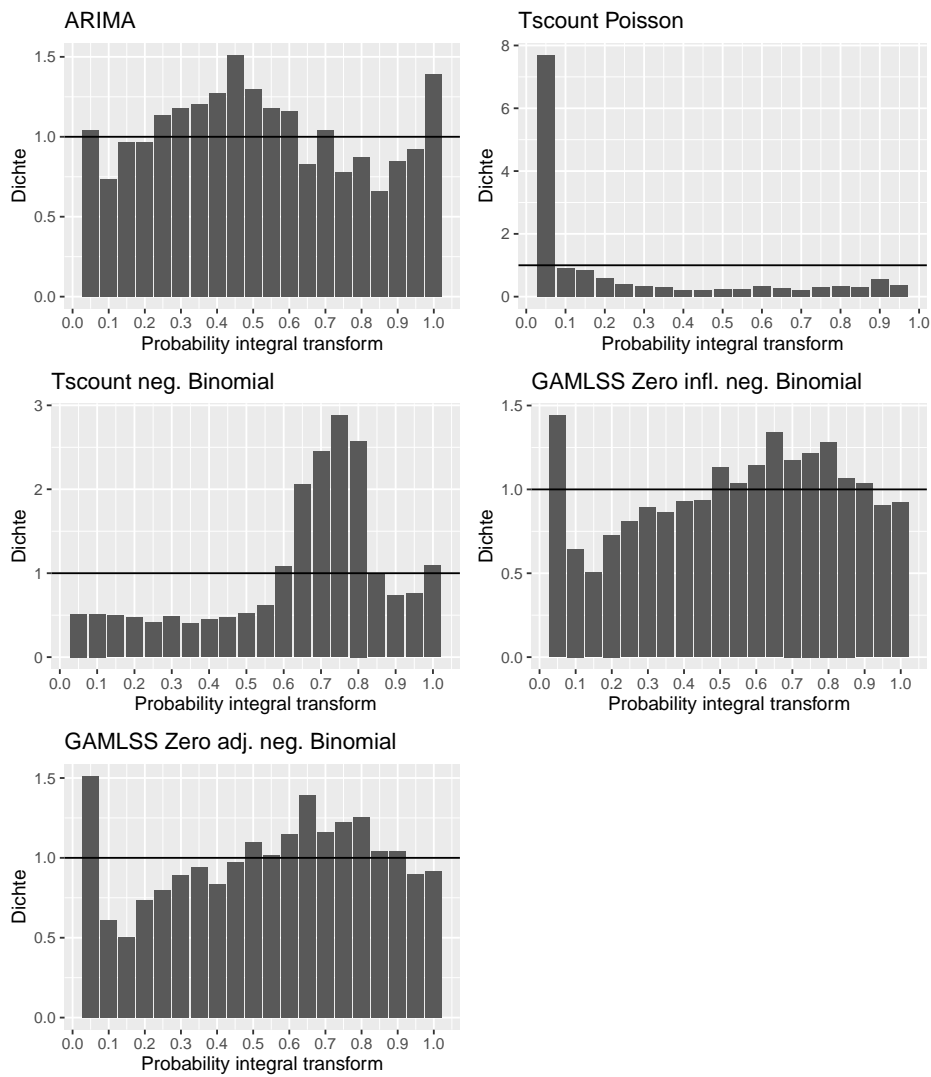 ARIMA
1.5
1.0
0.5
0.0
Dichte
0.0 0.1 0.2 0.3 0.4 0.5 0.6 0.7 0.8 0.9 1.0
Probability integral transform
Tscount Poisson
8
6
4
2
0
Dichte
0.0 0.1 0.2 0.3 0.4 0.5 0.6 0.7 0.8 0.9 1.0
Probability integral transform
Tscount neg. Binomial
3
2
1
0
Dichte
0.0 0.1 0.2 0.3 0.4 0.5 0.6 0.7 0.8 0.9 1.0
Probability integral transform
GAMLSS Zero infl. neg. Binomial
1.5
1.0
0.5
0.0
Dichte
0.0 0.1 0.2 0.3 0.4 0.5 0.6 0.7 0.8 0.9 1.0
Probability integral transform
GAMLSS Zero adj. neg. Binomial
1.5
1.0
0.5
0.0
Dichte
0.0 0.1 0.2 0.3 0.4 0.5 0.6 0.7 0.8 0.9 1.0
Probability integral transform